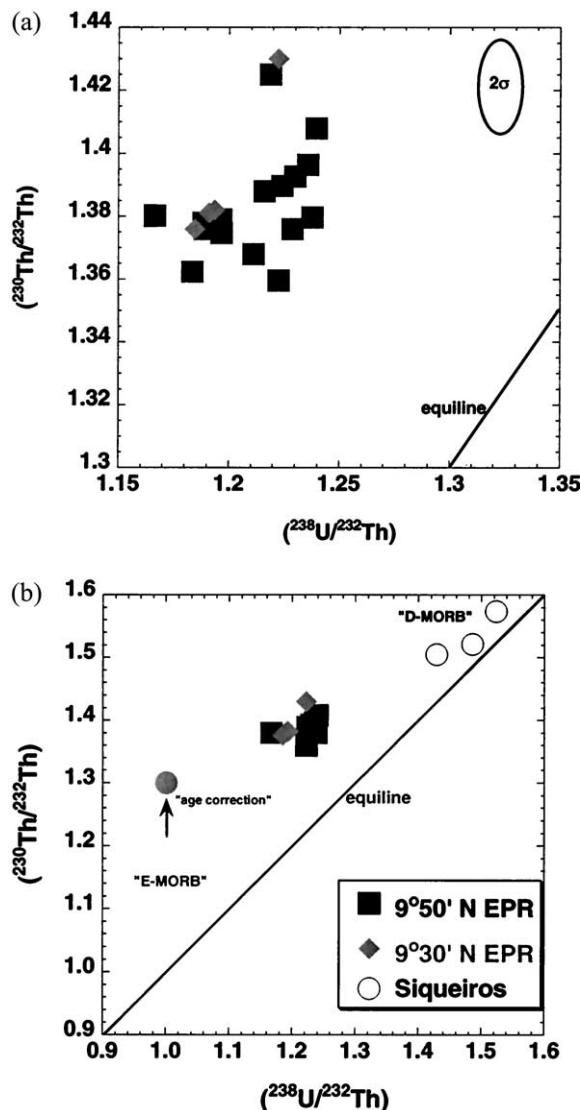 (a)
1.44
1.42
1.4
1.38
1.36
1.34
1.32
1.3
(²³⁰Th/²³²Th)
2σ
equiline
1.15 1.2 1.25 1.3 1.35
(²³⁸U/²³²Th)
(b)
1.6
1.5
1.4
1.3
1.2
1.1
1.0
0.9
(²³⁰Th/²³²Th)
"D-MORB"
equiline
"age correction"
"E-MORB"
9°50' N EPR
9°30' N EPR
Siqueiros
0.9 1.0 1.1 1.2 1.3 1.4 1.5 1.6
(²³⁸U/²³²Th)